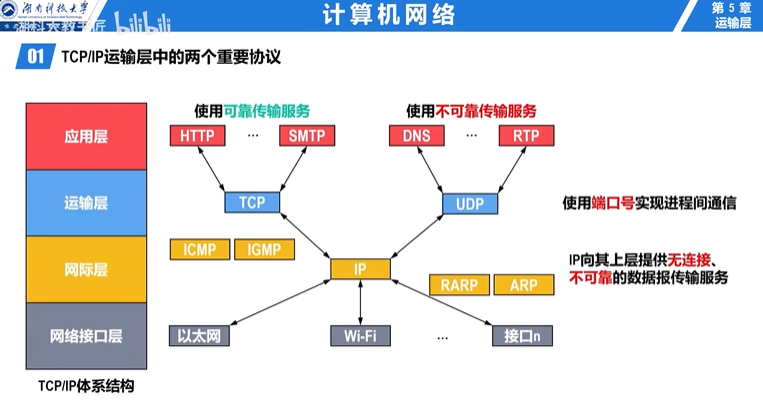 湖南科技大学
bilibili
计算机网络
第 5 章
运输层
01 TCP/IP运输层中的两个重要协议
使用可靠传输服务
使用不可靠传输服务
应用层
HTTP … SMTP
DNS … RTP
运输层
TCP
UDP
使用端口号实现进程间通信
网际层
ICMP IGMP
IP
RARP ARP
IP向其上层提供无连接、
不可靠的数据报传输服务
网络接口层
以太网
Wi-Fi
…
接口n
TCP/IP体系结构